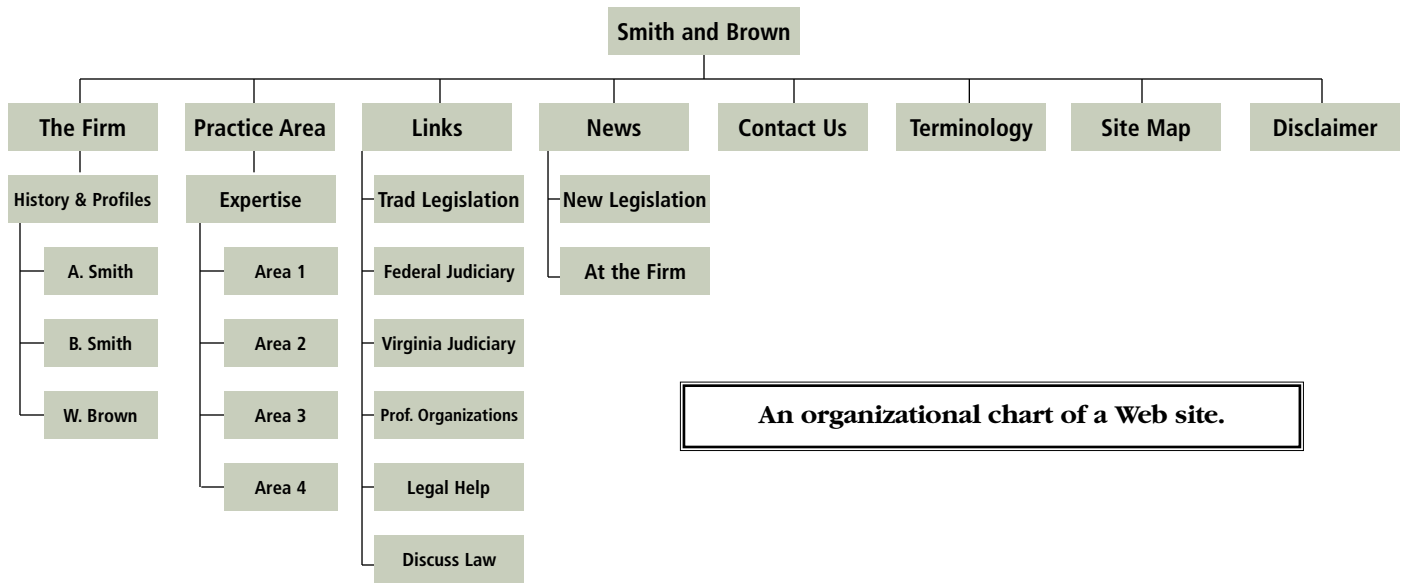 Smith and Brown
The Firm
Practice Area
Links
News
Contact Us
Terminology
Site Map
Disclaimer
History & Profiles
Expertise
Trad Legislation
New Legislation
A. Smith
Area 1
Federal Judiciary
At the Firm
B. Smith
Area 2
Virginia Judiciary
W. Brown
Area 3
Prof. Organizations
An organizational chart of a Web site.
Area 4
Legal Help
Discuss Law